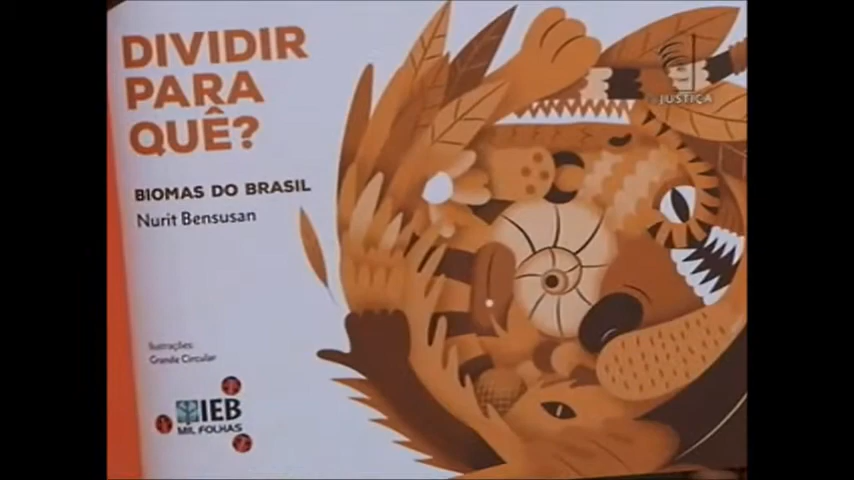 DIVIDIR
PARA
QUÊ?
BIOMAS DO BRASIL
Nurit Bensusan
Ilustrações:
Grande Circular
IEB
MIL FOLHAS
JUSTIÇA